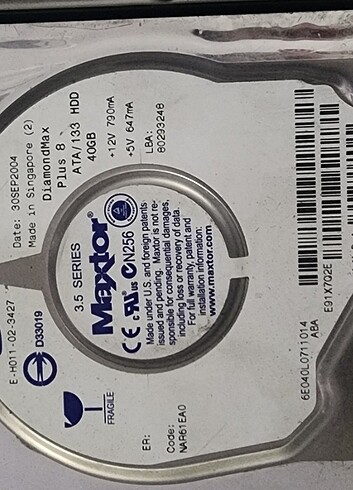 Date: 30SEP2004
Made in Singapore (2)
DiamondMax
Plus 8
ATA/133 HDD
40GB
+12V 790mA
+5V 647mA
LBA:
80293248
3.5 SERIES
Maxtor®
CE c UR us N256
Made under U.S. and foreign patents
issued and pending. Maxtor is not re-
sponsible for consequential damages,
including loss or recovery of data.
For full warranty, patent and
installation information:
www.maxtor.com
E-H011-02-3427
D33019
FRAGILE
ER:
Code:
NAR61EA0
6E040L0711014
ABA
E91X702E